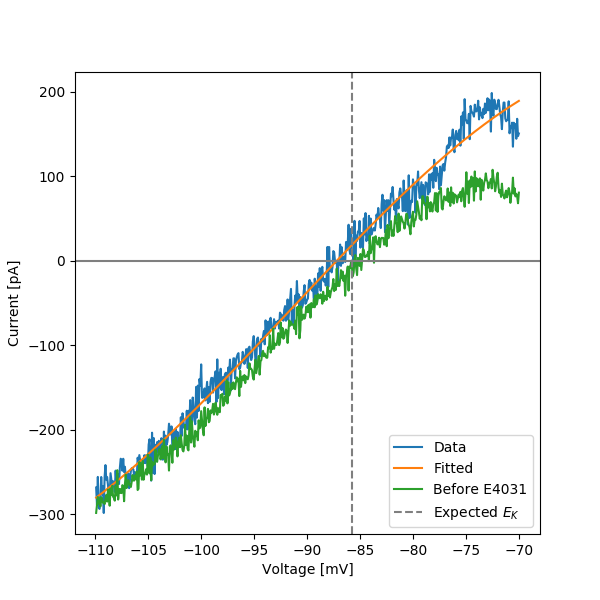 200
100
0
−100
−200
−300
Current [pA]
−110 −105 −100 −95 −90 −85 −80 −75 −70
Voltage [mV]
Data
Fitted
Before E4031
Expected E_K